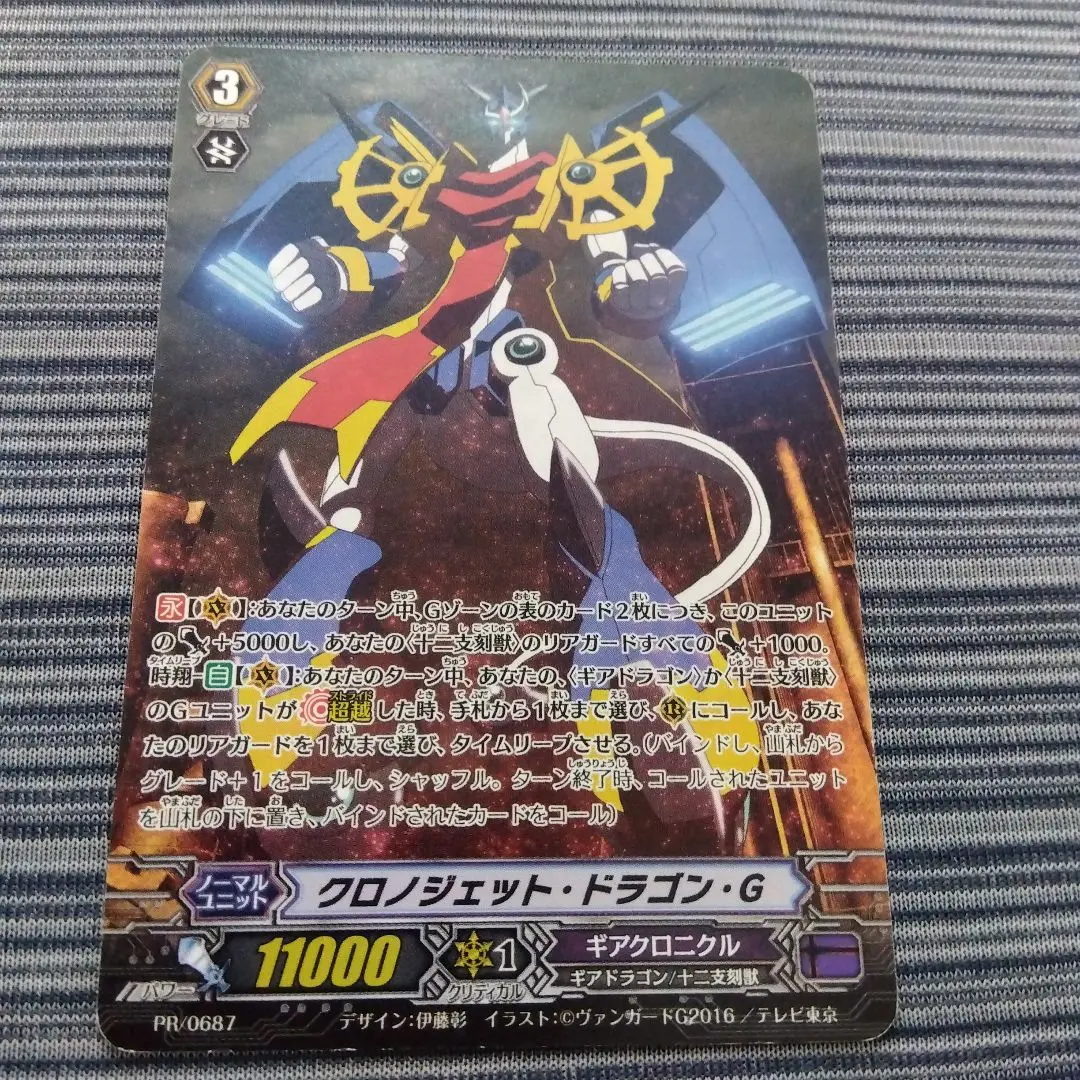 3
グレード
永【】:あなたのターン中、Gゾーンの表のカード2枚につき、このユニット
の+5000し、あなたの〈十二支刻獣〉のリアガードすべての+1000。
時翔-自【】:あなたのターン中、あなたの、〈ギアドラゴン〉か〈十二支刻獣〉
のGユニットが超越した時、手札から1枚まで選び、Rにコールし、あな
たのリアガードを1枚まで選び、タイムリープさせる。(バインドし、山札から
グレード+1をコールし、シャッフル。ターン終了時、コールされたユニット
を山札の下に置き、バインドされたカードをコール)
ノーマル
ユニット
クロノジェット・ドラゴン・G
パワー 11000
1
クリティカル
ギアクロニクル
ギアドラゴン/十二支刻獣
PR/0687 デザイン:伊藤彰 イラスト:©ヴァンガードG2016/テレビ東京